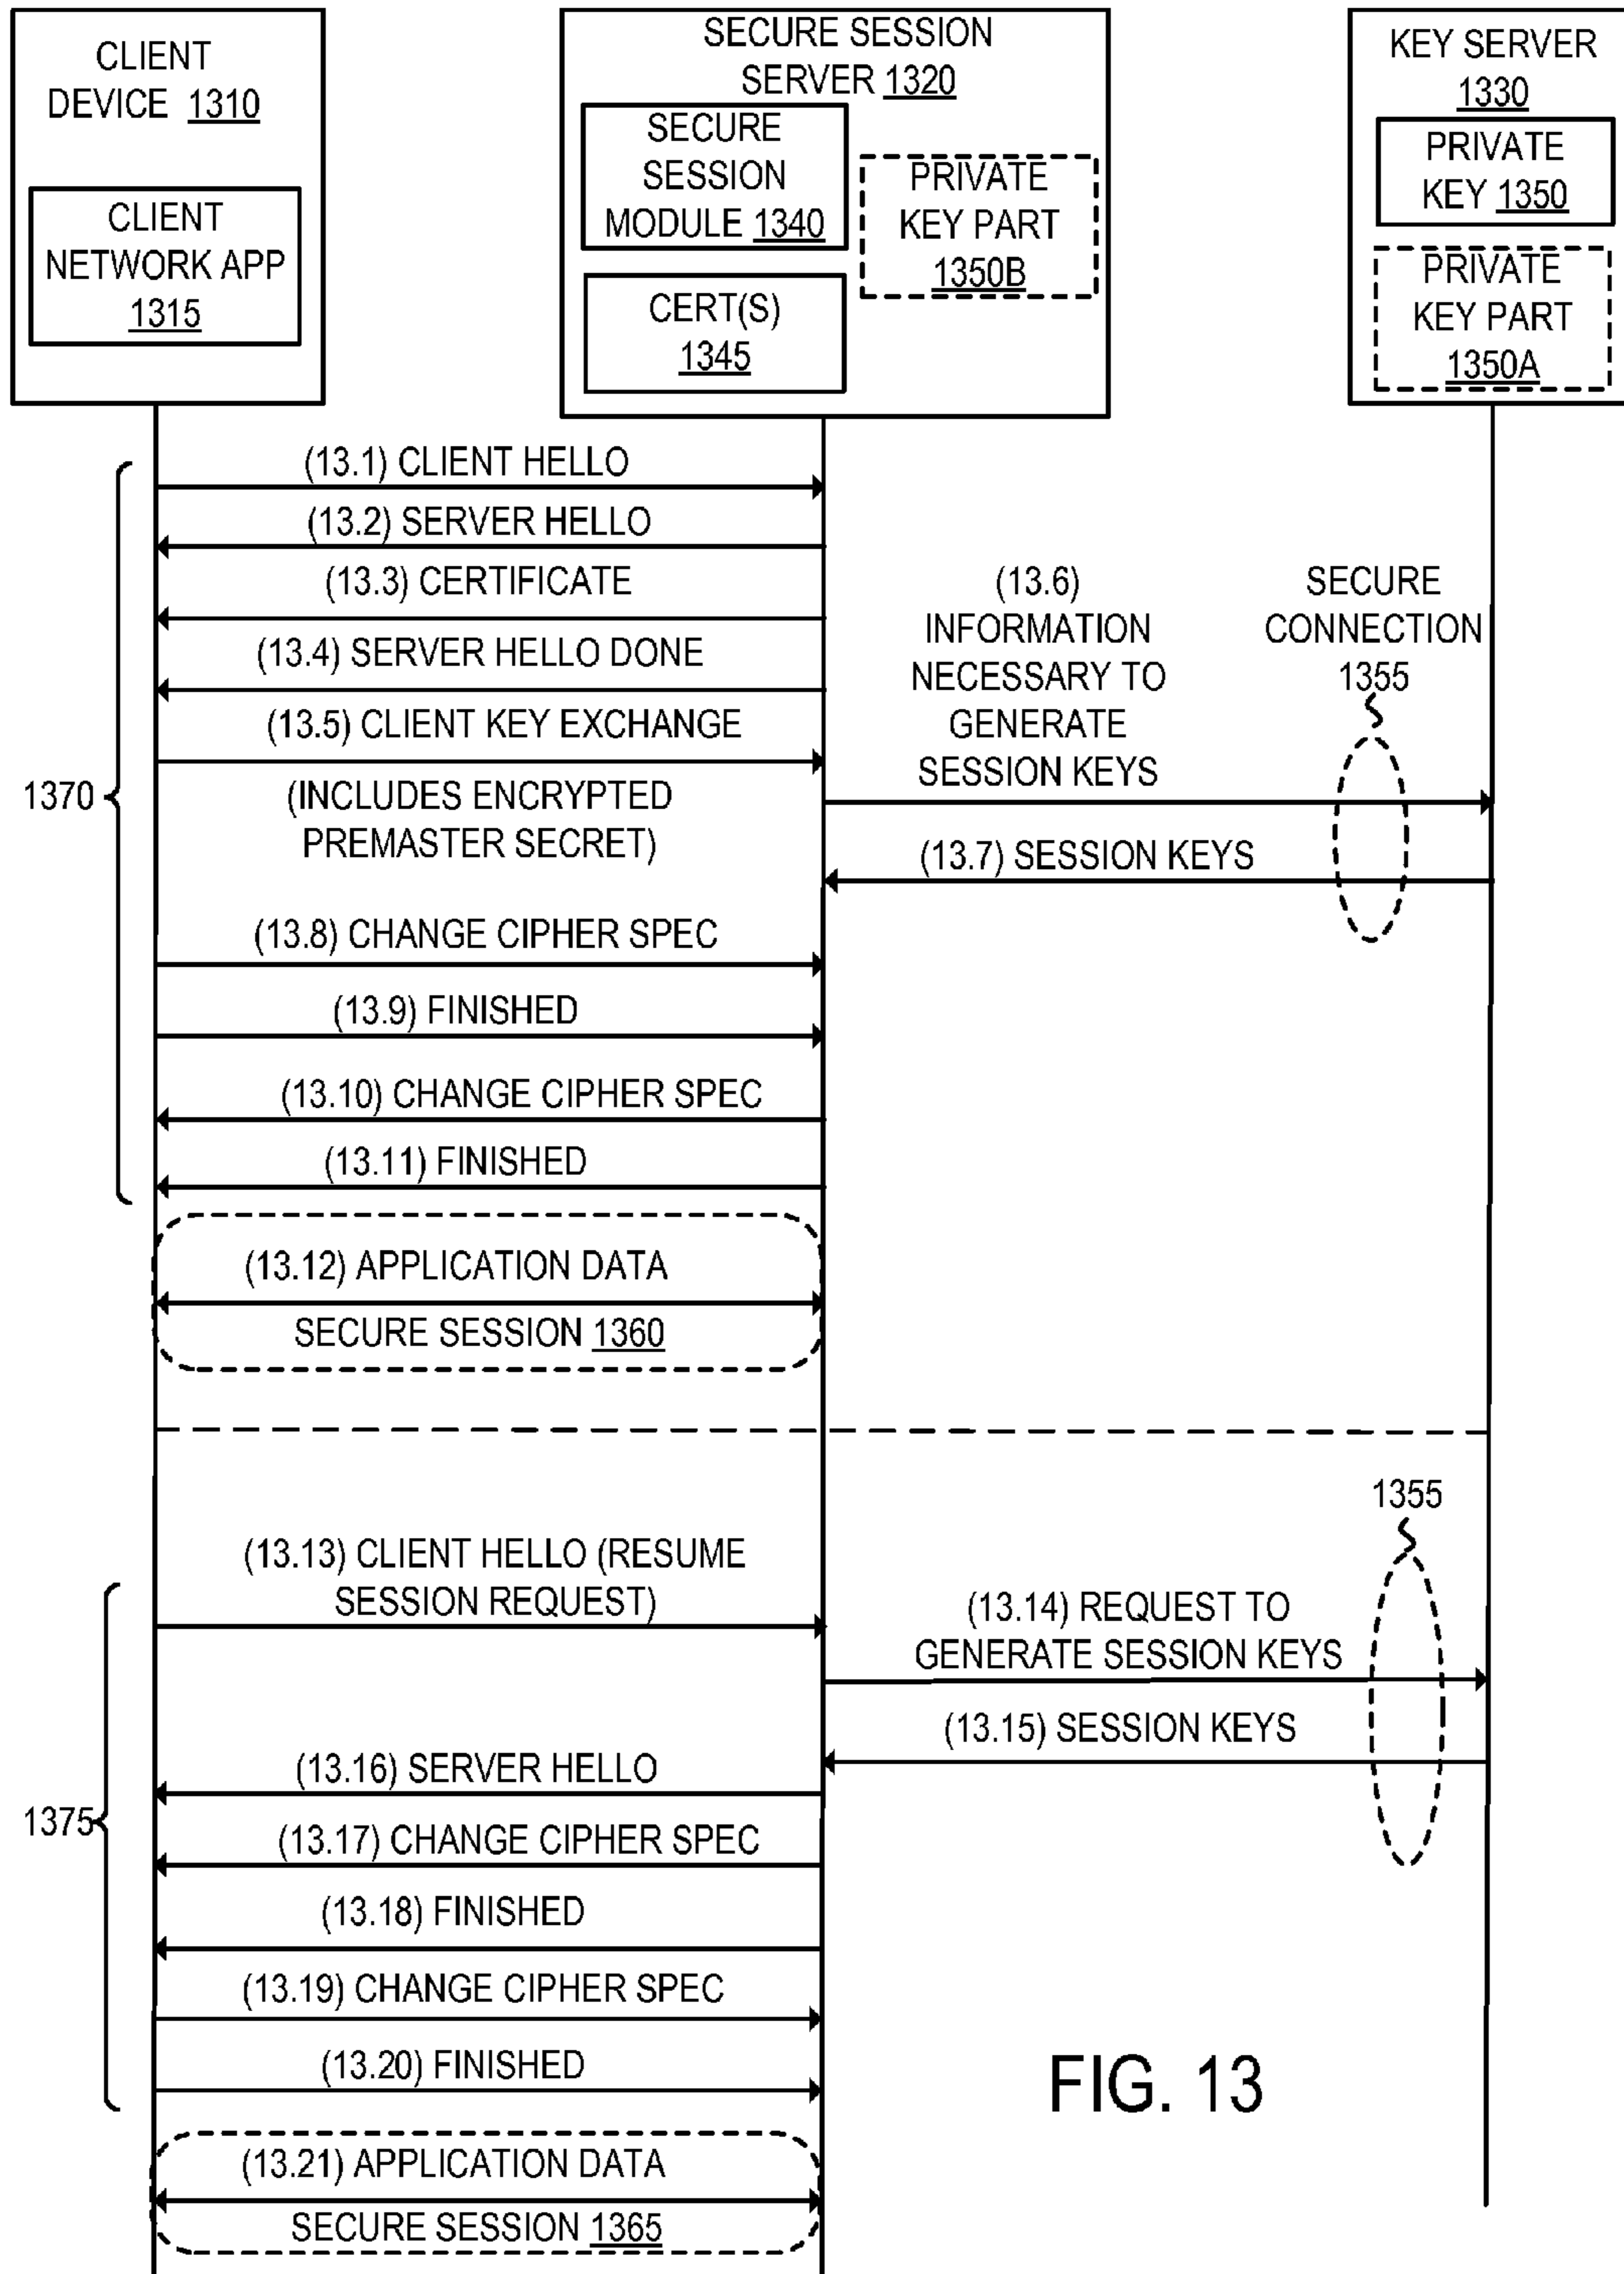 CLIENT
DEVICE 1310
CLIENT
NETWORK APP
1315
SECURE SESSION
SERVER 1320
SECURE
SESSION
MODULE 1340
PRIVATE
KEY PART
1350B
CERT(S)
1345
KEY SERVER
1330
PRIVATE
KEY 1350
PRIVATE
KEY PART
1350A
(13.1) CLIENT HELLO
(13.2) SERVER HELLO
(13.3) CERTIFICATE
(13.4) SERVER HELLO DONE
(13.5) CLIENT KEY EXCHANGE
(INCLUDES ENCRYPTED
PREMASTER SECRET)
1370
(13.6)
INFORMATION
NECESSARY TO
GENERATE
SESSION KEYS
SECURE
CONNECTION
1355
(13.7) SESSION KEYS
(13.8) CHANGE CIPHER SPEC
(13.9) FINISHED
(13.10) CHANGE CIPHER SPEC
(13.11) FINISHED
(13.12) APPLICATION DATA
SECURE SESSION 1360
1355
(13.13) CLIENT HELLO (RESUME
SESSION REQUEST)
(13.14) REQUEST TO
GENERATE SESSION KEYS
(13.15) SESSION KEYS
(13.16) SERVER HELLO
1375
(13.17) CHANGE CIPHER SPEC
(13.18) FINISHED
(13.19) CHANGE CIPHER SPEC
(13.20) FINISHED
FIG. 13
(13.21) APPLICATION DATA
SECURE SESSION 1365